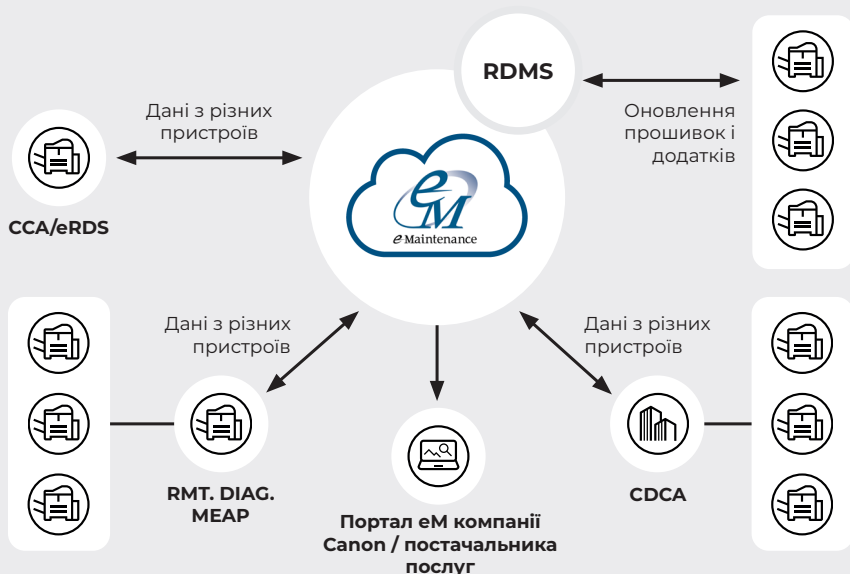 RDMS
Дані з різних
пристроїв
Оновлення
прошивок і
додатків
eM
e-Maintenance
CCA/eRDS
Дані з різних
пристроїв
Дані з різних
пристроїв
RMT. DIAG.
MEAP
CDCA
Портал eM компанії
Canon / постачальника
послуг